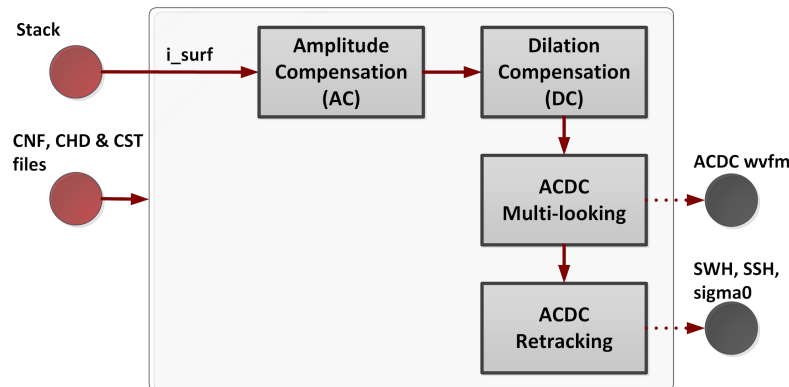 Stack
i_surf
Amplitude
Compensation
(AC)
Dilation
Compensation
(DC)
CNF, CHD & CST
files
ACDC
Multi-looking
ACDC wvfm
ACDC
Retracking
SWH, SSH,
sigma0